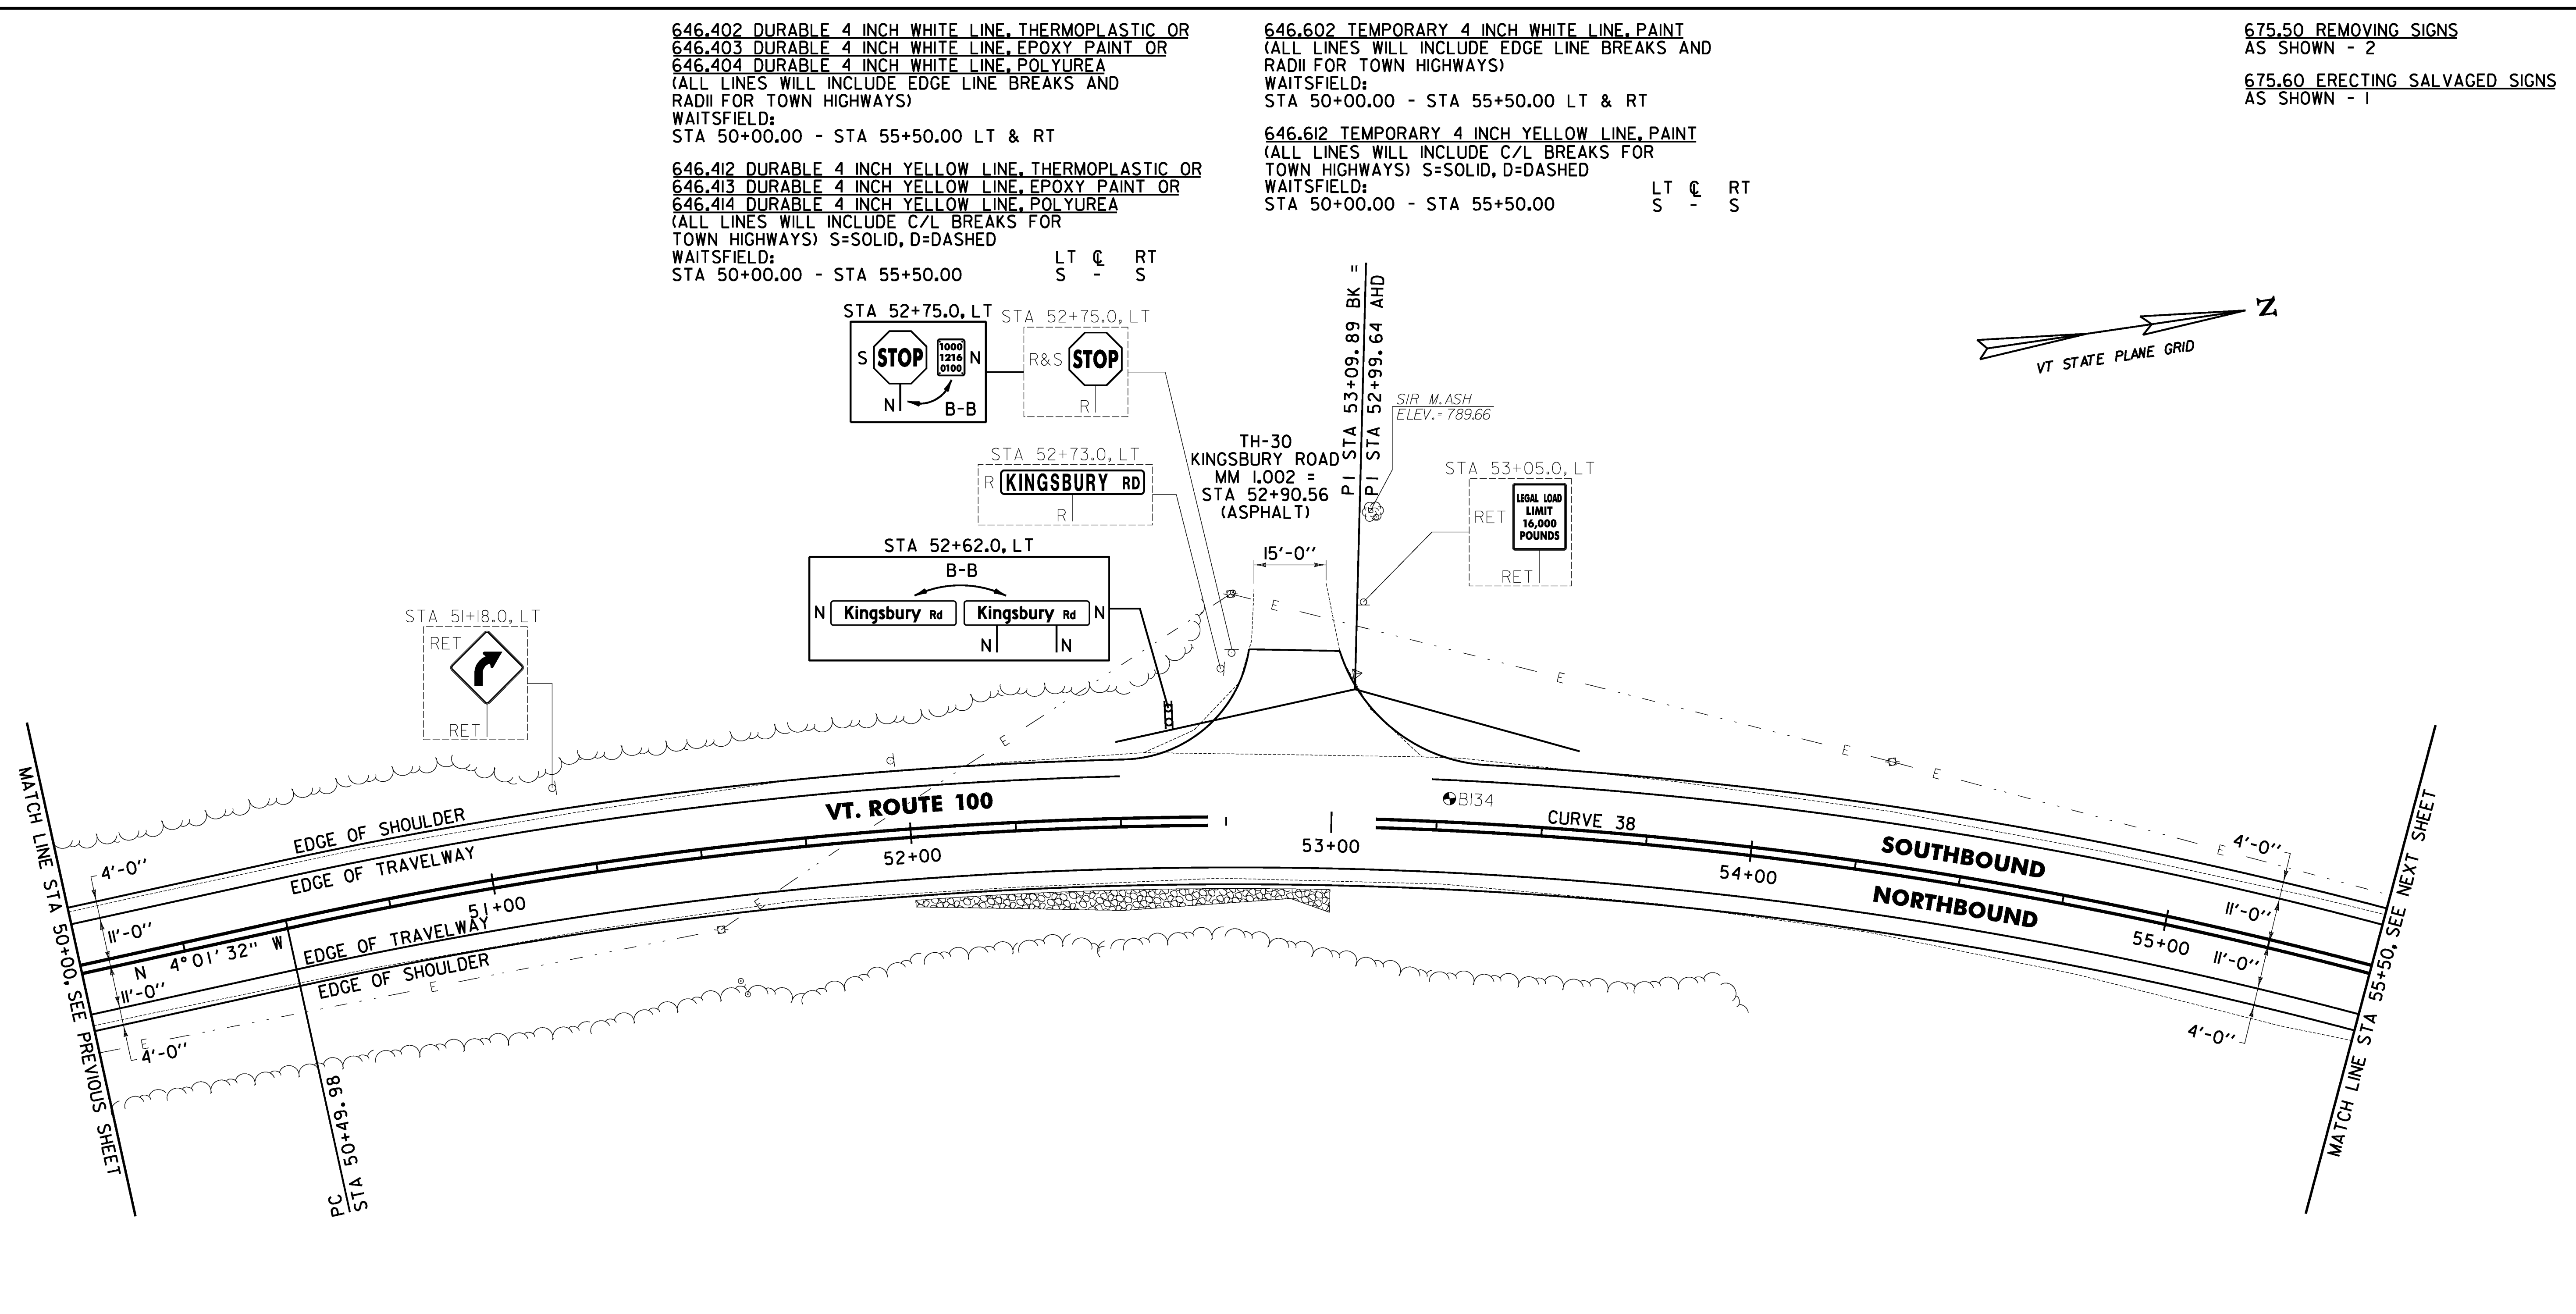 646.402 DURABLE 4 INCH WHITE LINE, THERMOPLASTIC OR
646.403 DURABLE 4 INCH WHITE LINE, EPOXY PAINT OR
646.404 DURABLE 4 INCH WHITE LINE, POLYUREA
(ALL LINES WILL INCLUDE EDGE LINE BREAKS AND
RADII FOR TOWN HIGHWAYS)
WAITSFIELD:
STA 50+00.00 - STA 55+50.00 LT & RT
646.412 DURABLE 4 INCH YELLOW LINE, THERMOPLASTIC OR
646.413 DURABLE 4 INCH YELLOW LINE, EPOXY PAINT OR
646.414 DURABLE 4 INCH YELLOW LINE, POLYUREA
(ALL LINES WILL INCLUDE C/L BREAKS FOR
TOWN HIGHWAYS) S=SOLID, D=DASHED
WAITSFIELD: LT ℄ RT
STA 50+00.00 - STA 55+50.00 S - S
646.602 TEMPORARY 4 INCH WHITE LINE, PAINT
(ALL LINES WILL INCLUDE EDGE LINE BREAKS AND
RADII FOR TOWN HIGHWAYS)
WAITSFIELD:
STA 50+00.00 - STA 55+50.00 LT & RT
646.612 TEMPORARY 4 INCH YELLOW LINE, PAINT
(ALL LINES WILL INCLUDE C/L BREAKS FOR
TOWN HIGHWAYS) S=SOLID, D=DASHED
WAITSFIELD: LT ℄ RT
STA 50+00.00 - STA 55+50.00 S - S
675.50 REMOVING SIGNS
AS SHOWN - 2
675.60 ERECTING SALVAGED SIGNS
AS SHOWN - 1
STA 52+75.0, LT
S STOP 1000 1216 0100 N
N B-B
STA 52+75.0, LT
R&S STOP
R
STA 52+73.0, LT
R KINGSBURY RD
R
STA 52+62.0, LT
B-B
N Kingsbury Rd Kingsbury Rd N
N N
TH-30
KINGSBURY ROAD
MM 1.002 =
STA 52+90.56
(ASPHALT)
15'-0"
PI STA 53+09.89 BK =
PI STA 52+99.64 AHD
SIR M.ASH
ELEV.= 789.66
STA 53+05.0, LT
RET LEGAL LOAD
LIMIT
16,000
POUNDS
RET
Z
VT STATE PLANE GRID
STA 51+18.0, LT
RET
RET
E
E
E
E
E
E
E
E
E
E
MATCH LINE STA 50+00, SEE PREVIOUS SHEET
4'-0"
11'-0"
11'-0"
4'-0"
EDGE OF SHOULDER
EDGE OF TRAVELWAY
N 4°01'32" W
EDGE OF TRAVELWAY
EDGE OF SHOULDER
PC
STA 50+49.98
51+00
VT. ROUTE 100
52+00
53+00
B134
CURVE 38
54+00
SOUTHBOUND
NORTHBOUND
55+00
4'-0"
11'-0"
11'-0"
4'-0"
MATCH LINE STA 55+50, SEE NEXT SHEET